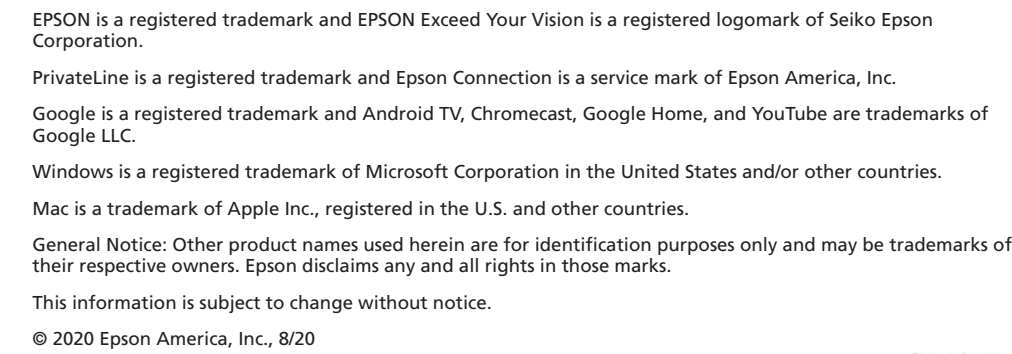 EPSON is a registered trademark and EPSON Exceed Your Vision is a registered logomark of Seiko Epson
Corporation.
PrivateLine is a registered trademark and Epson Connection is a service mark of Epson America, Inc.
Google is a registered trademark and Android TV, Chromecast, Google Home, and YouTube are trademarks of
Google LLC.
Windows is a registered trademark of Microsoft Corporation in the United States and/or other countries.
Mac is a trademark of Apple Inc., registered in the U.S. and other countries.
General Notice: Other product names used herein are for identification purposes only and may be trademarks of
their respective owners. Epson disclaims any and all rights in those marks.
This information is subject to change without notice.
© 2020 Epson America, Inc., 8/20